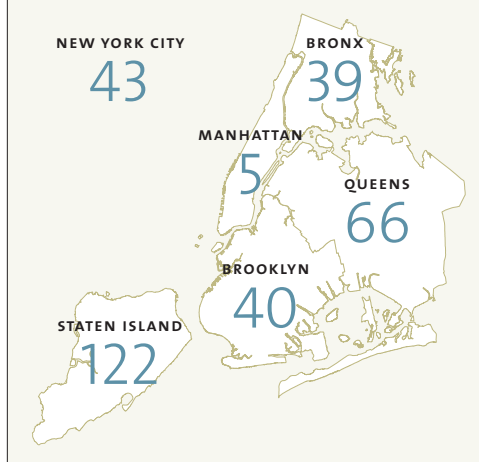 NEW YORK CITY
43
BRONX
39
MANHATTAN
5
QUEENS
66
BROOKLYN
40
STATEN ISLAND
122